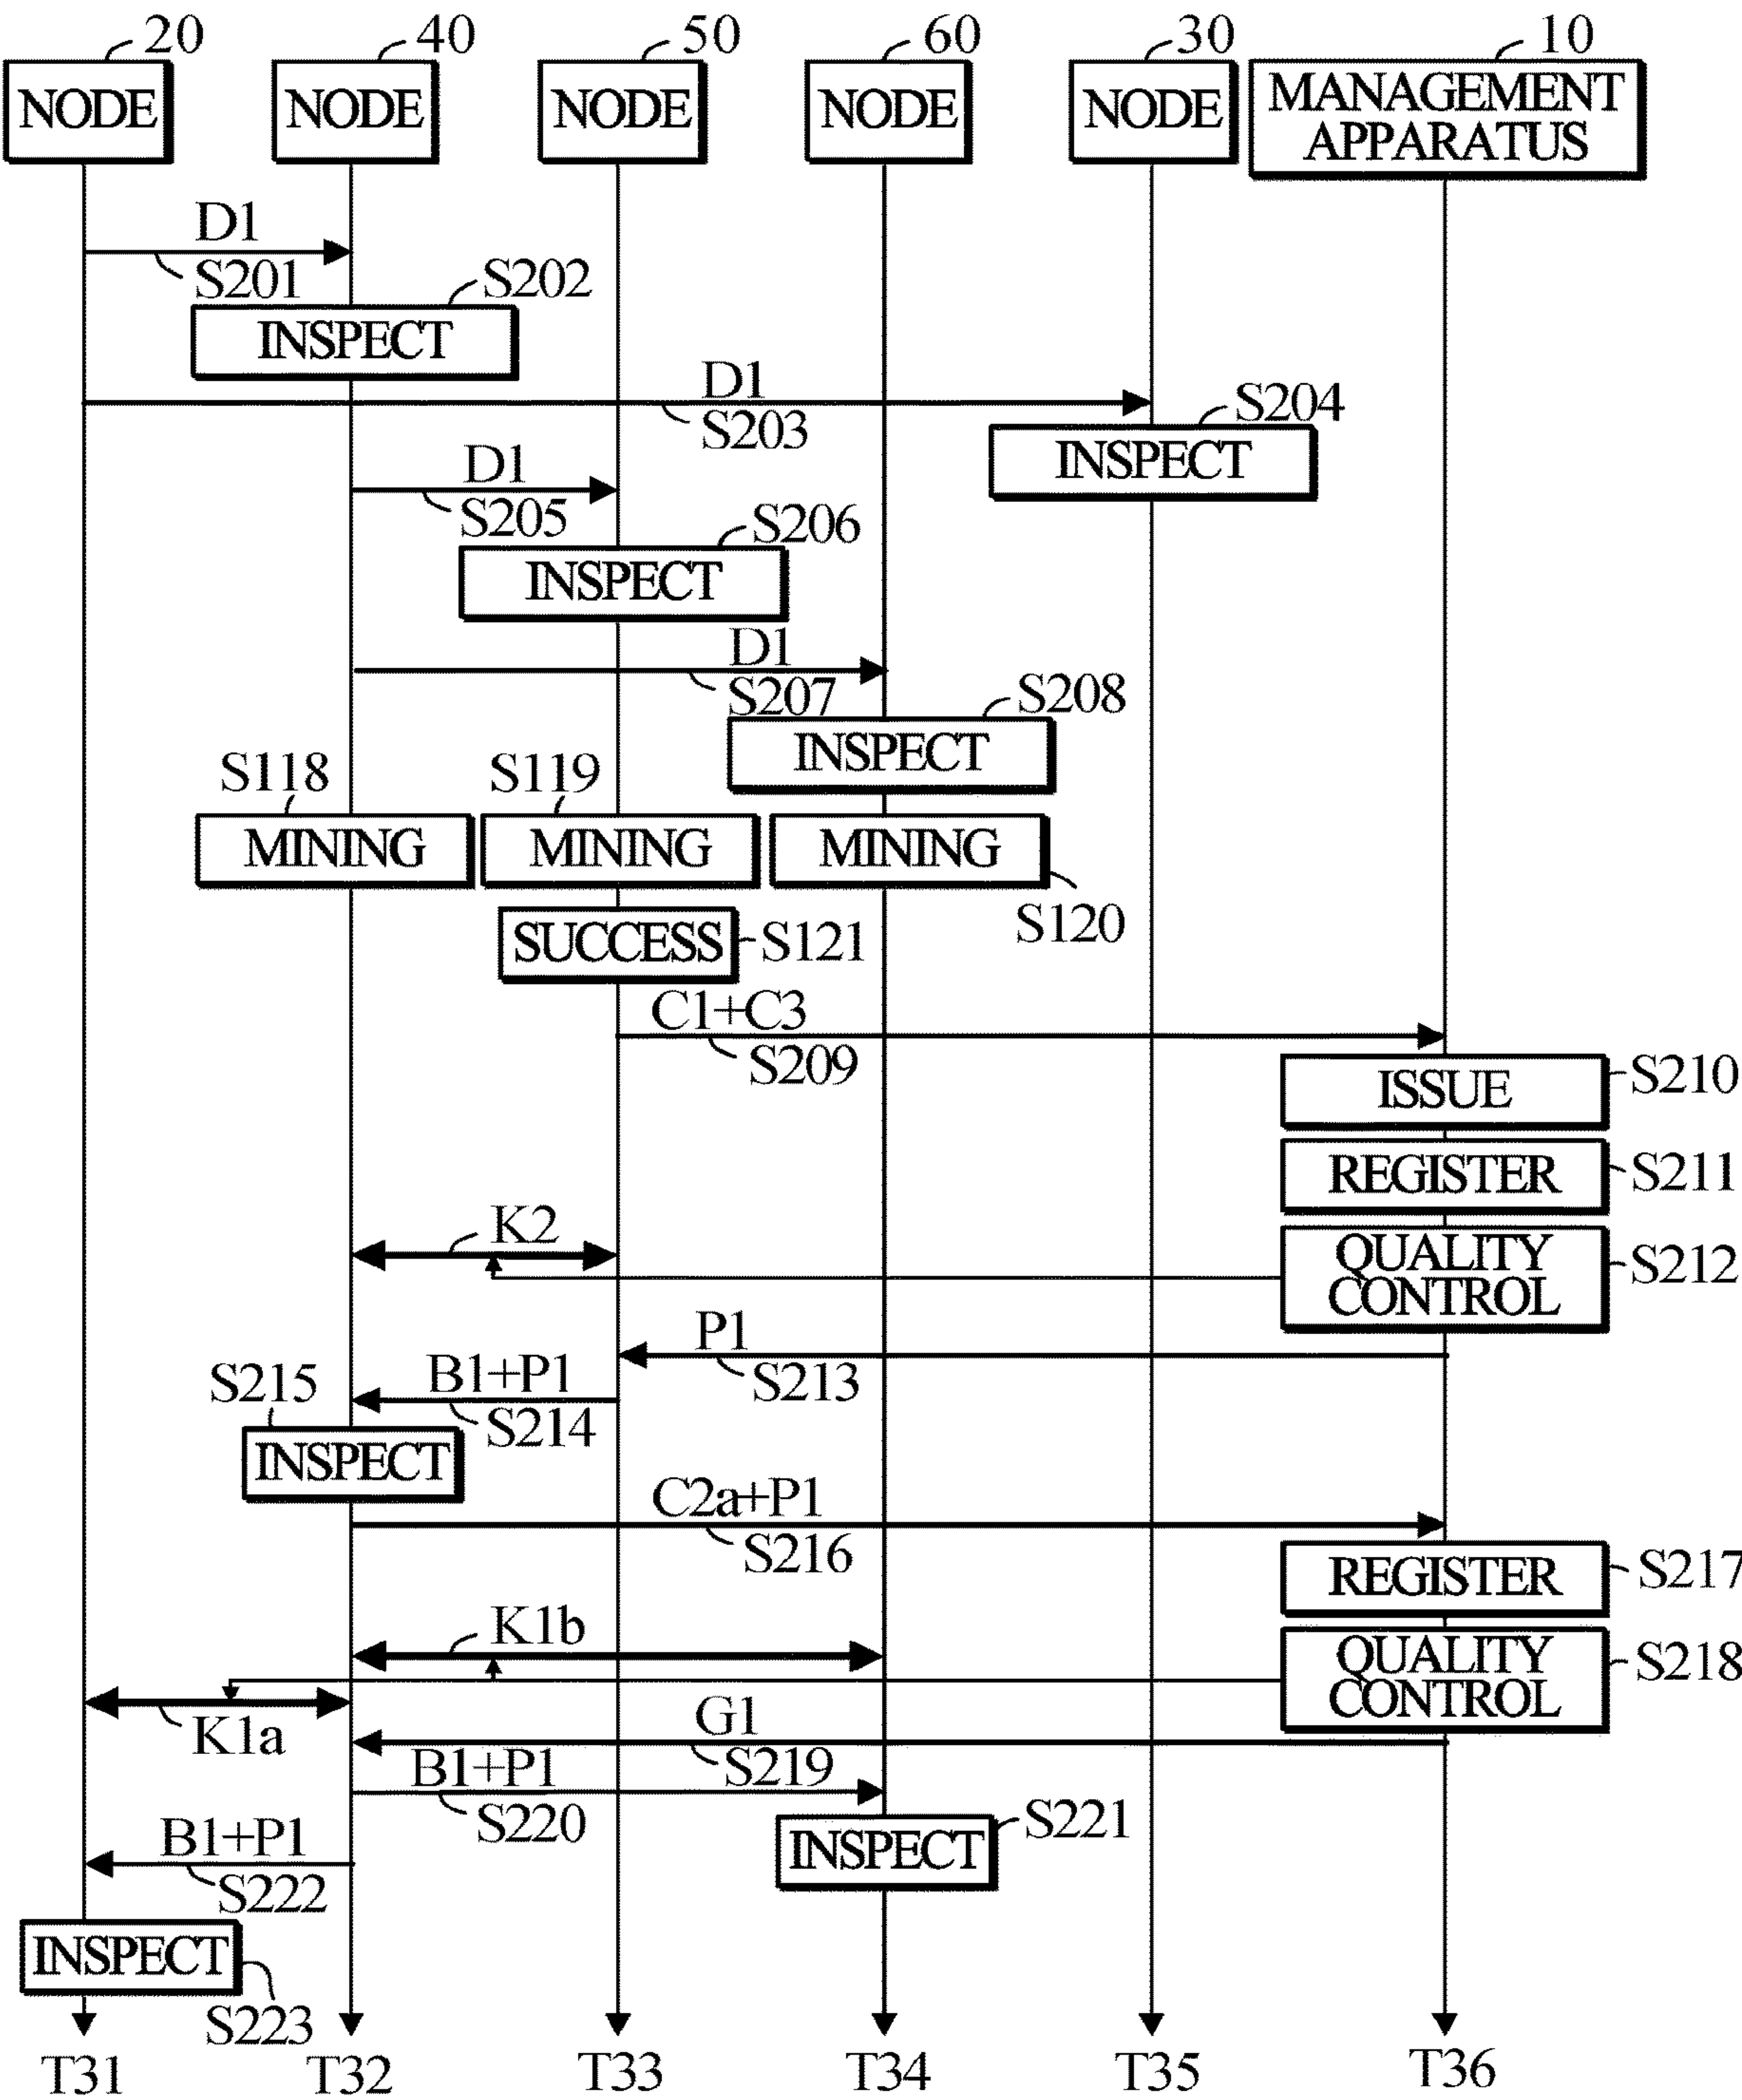 20 40 50 60 30 10
NODE NODE NODE NODE NODE MANAGEMENT
APPARATUS
D1
S201
S202
INSPECT
D1
S203
S204
INSPECT
D1
S205
S206
INSPECT
D1
S207
S208
INSPECT
S118 S119
MINING MINING MINING
S120
SUCCESS S121
C1+C3
S209
ISSUE S210
REGISTER S211
K2
QUALITY
CONTROL S212
P1
S213
B1+P1
S214
S215
INSPECT
C2a+P1
S216
REGISTER S217
K1b
QUALITY
CONTROL S218
K1a
G1
S219
B1+P1
S220
INSPECT S221
B1+P1
S222
INSPECT
S223
T31 T32 T33 T34 T35 T36